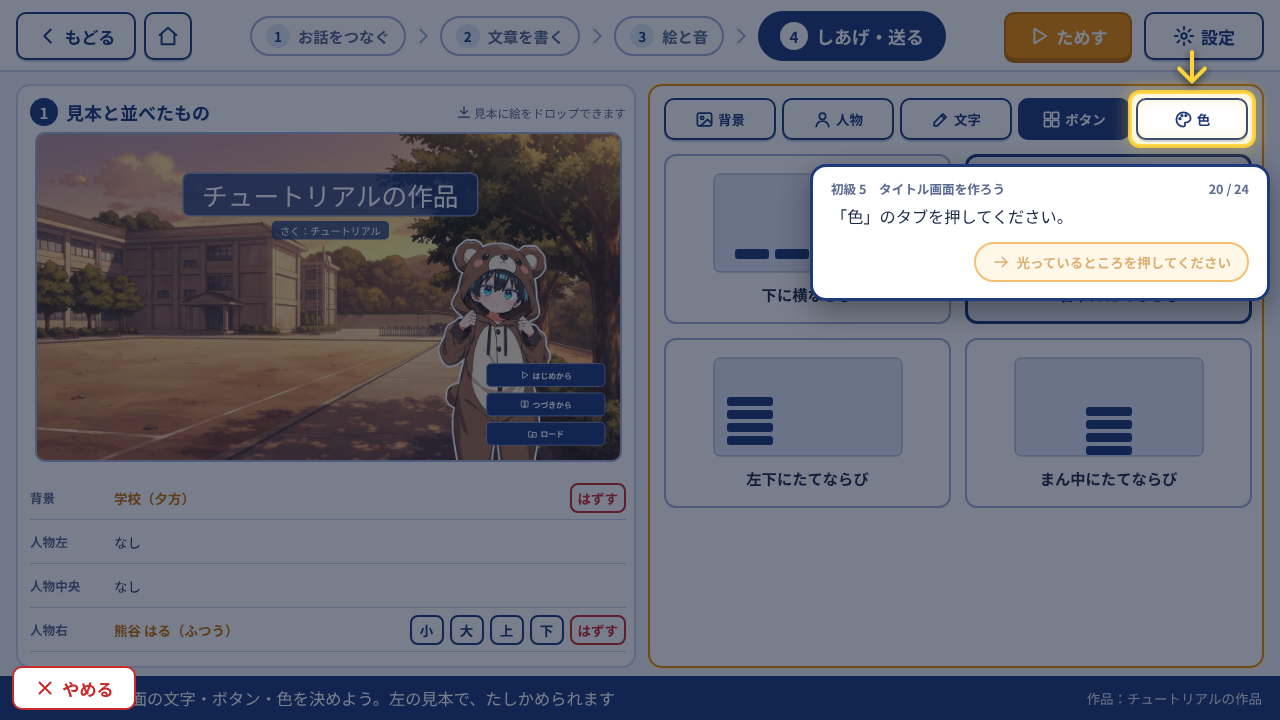 もどる
1 お話をつなぐ
2 文章を書く
3 絵と音
4 しあげ・送る
ためす
設定
1 見本と並べたもの
見本に絵をドロップできます
チュートリアルの作品
さく：チュートリアル
はじめから
つづきから
ロード
背景 学校（夕方） はずす
人物左 なし
人物中央 なし
人物右 熊谷 はる（ふつう） 小 大 上 下 はずす
背景
人物
文字
ボタン
色
初級 5 タイトル画面を作ろう 20 / 24
「色」のタブを押してください。
光っているところを押してください
下に横
左下にたてならび
まん中にたてならび
やめる
面の文字・ボタン・色を決めよう。左の見本で、たしかめられます
作品：チュートリアルの作品